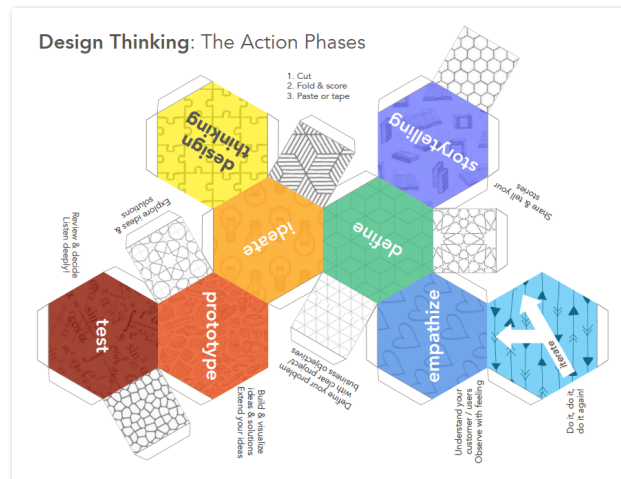 Design Thinking: The Action Phases
1. Cut
2. Fold & score
3. Paste or tape
design
thinking
storytelling
Share & tell your
stories
Explore ideas &
solutions
ideate
define
Review & decide
Listen deeply!
test
prototype
empathize
iterate
Define your problem
with clear project/
business objectives
Build & visualize
ideas & solutions
Extend your ideas
Understand your
customer / users
Observe with feeling
Do it, do it,
do it again!